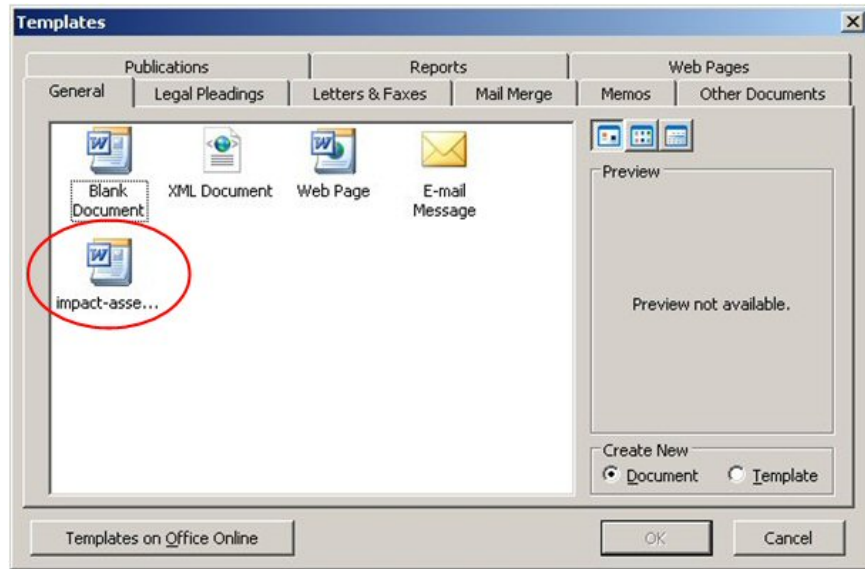 Templates
Publications Reports Web Pages
General Legal Pleadings Letters & Faxes Mail Merge Memos Other Documents
Blank Document
XML Document
Web Page
E-mail Message
impact-asse...
Preview
Preview not available.
Create New
Document Template
Templates on Office Online OK Cancel